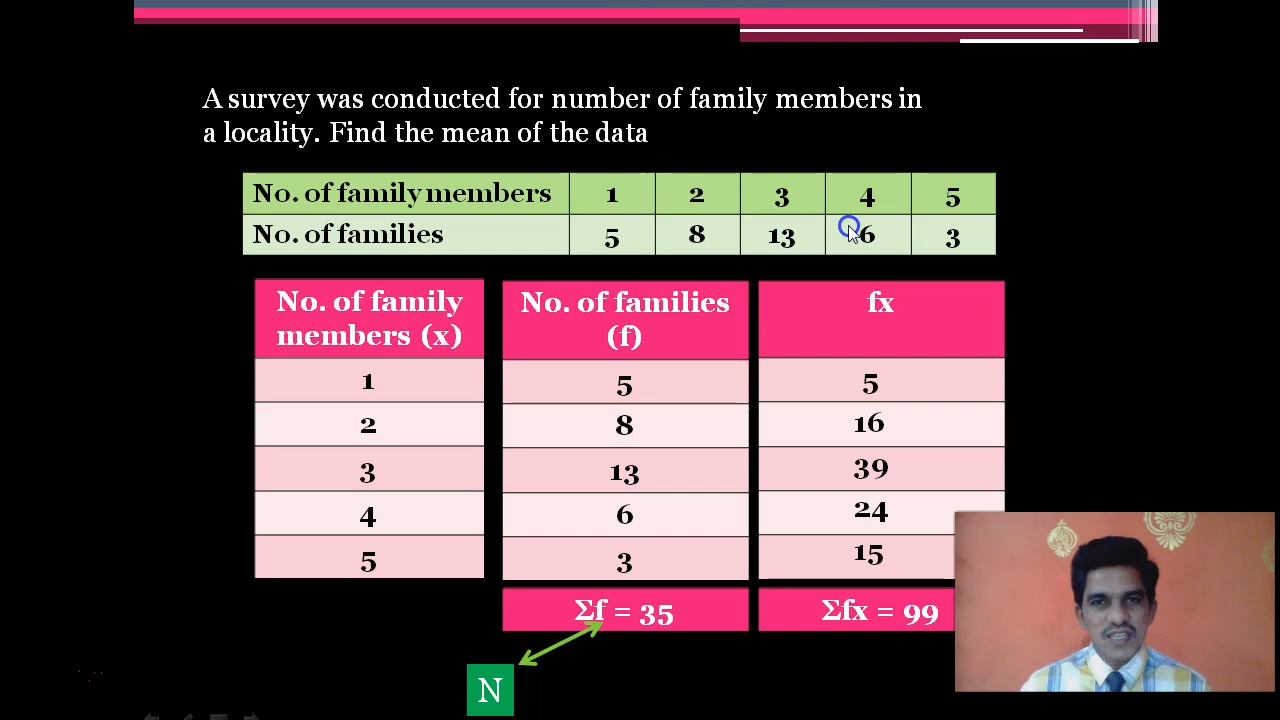 A survey was conducted for number of family members in
a locality. Find the mean of the data
No. of family members 1 2 3 4 5
No. of families 5 8 13 6 3
No. of family members (x) No. of families (f) fx
1 5 5
2 8 16
3 13 39
4 6 24
5 3 15
Σf = 35 Σfx = 99
N